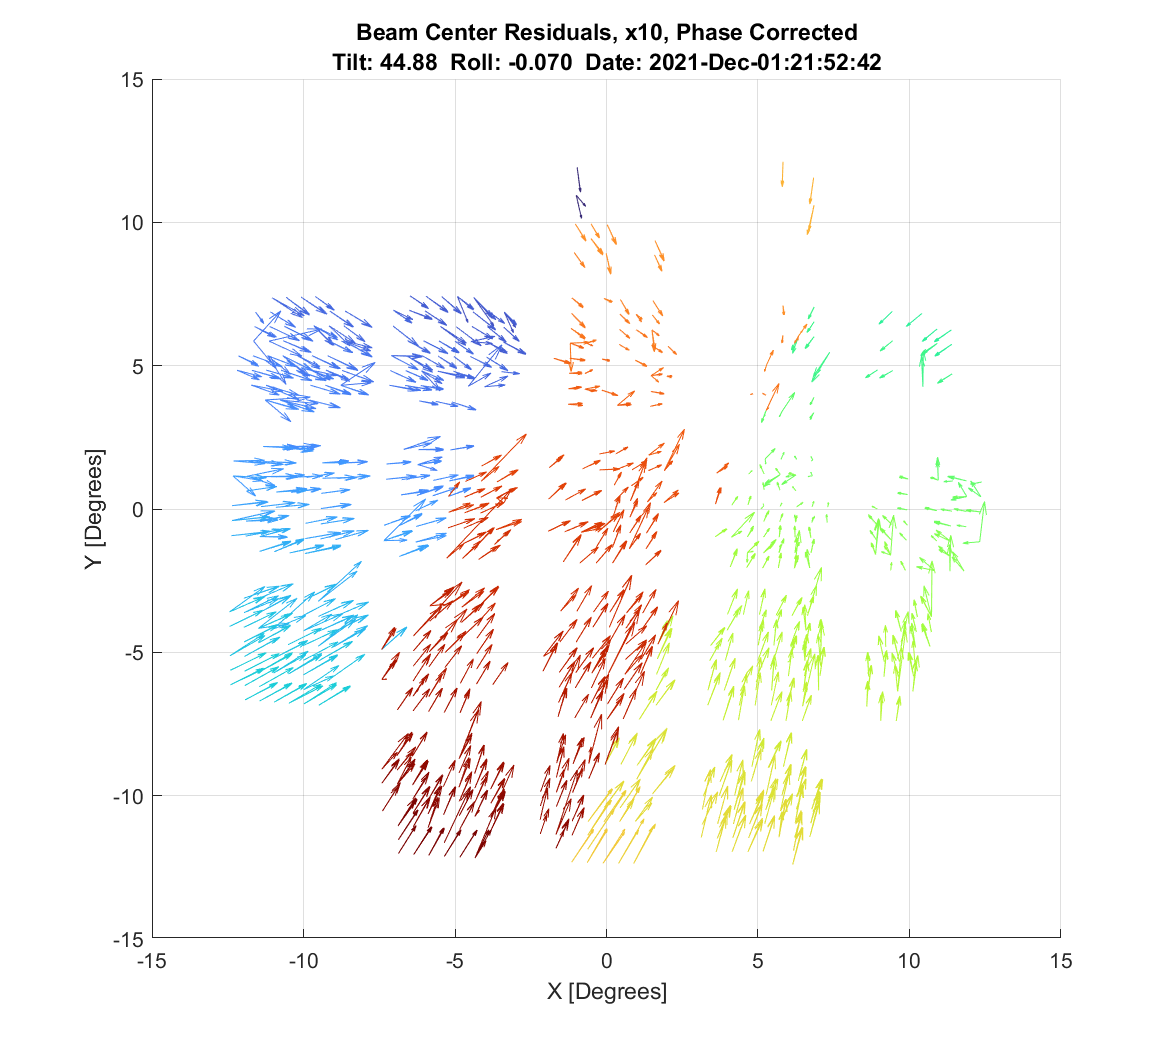 Beam Center Residuals, x10, Phase Corrected
Tilt: 44.88 Roll: -0.070 Date: 2021-Dec-01:21:52:42
15
10
5
0
-5
-10
-15
Y [Degrees]
-15 -10 -5 0 5 10 15
X [Degrees]